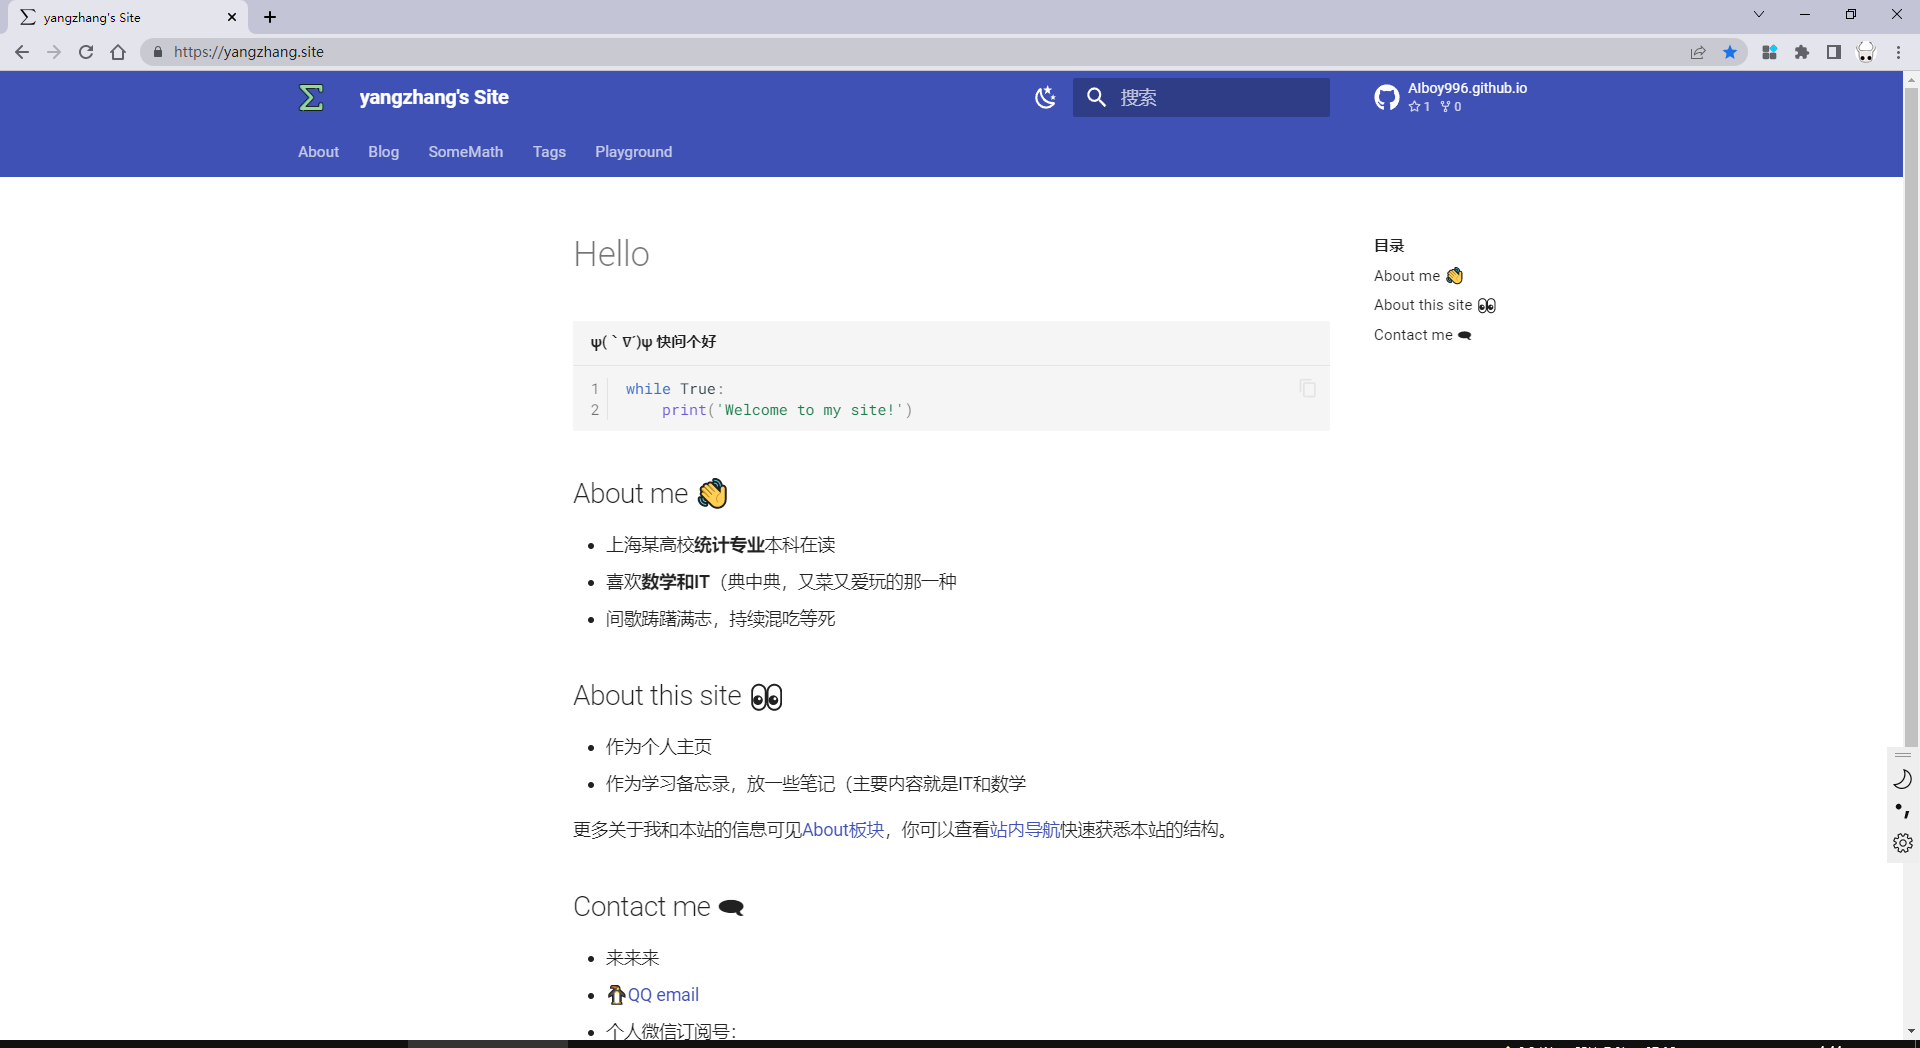 yangzhang's Site
https://yangzhang.site
yangzhang's Site
搜索
AIboy996.github.io
1 0
About Blog SomeMath Tags Playground
Hello
ψ(｀∇´)ψ 快问个好
1 while True:
2 print('Welcome to my site!')
About me 👋
上海某高校统计专业本科在读
喜欢数学和IT（典中典，又菜又爱玩的那一种
间歇踌躇满志，持续混吃等死
About this site 👀
作为个人主页
作为学习备忘录，放一些笔记（主要内容就是IT和数学
更多关于我和本站的信息可见About板块，你可以查看站内导航快速获悉本站的结构。
Contact me 🗨
来来来
🐧QQ email
个人微信订阅号：
目录
About me 👋
About this site 👀
Contact me 🗨